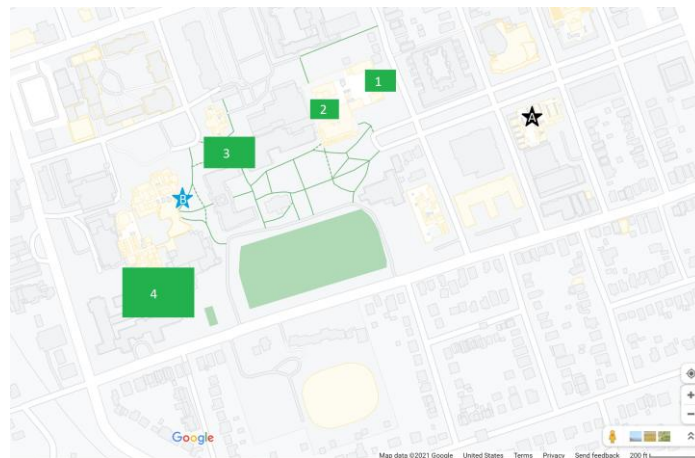 1
2
A
3
B
4
Google
Map data ©2021 Google United States Terms Privacy Send feedback 200 ft